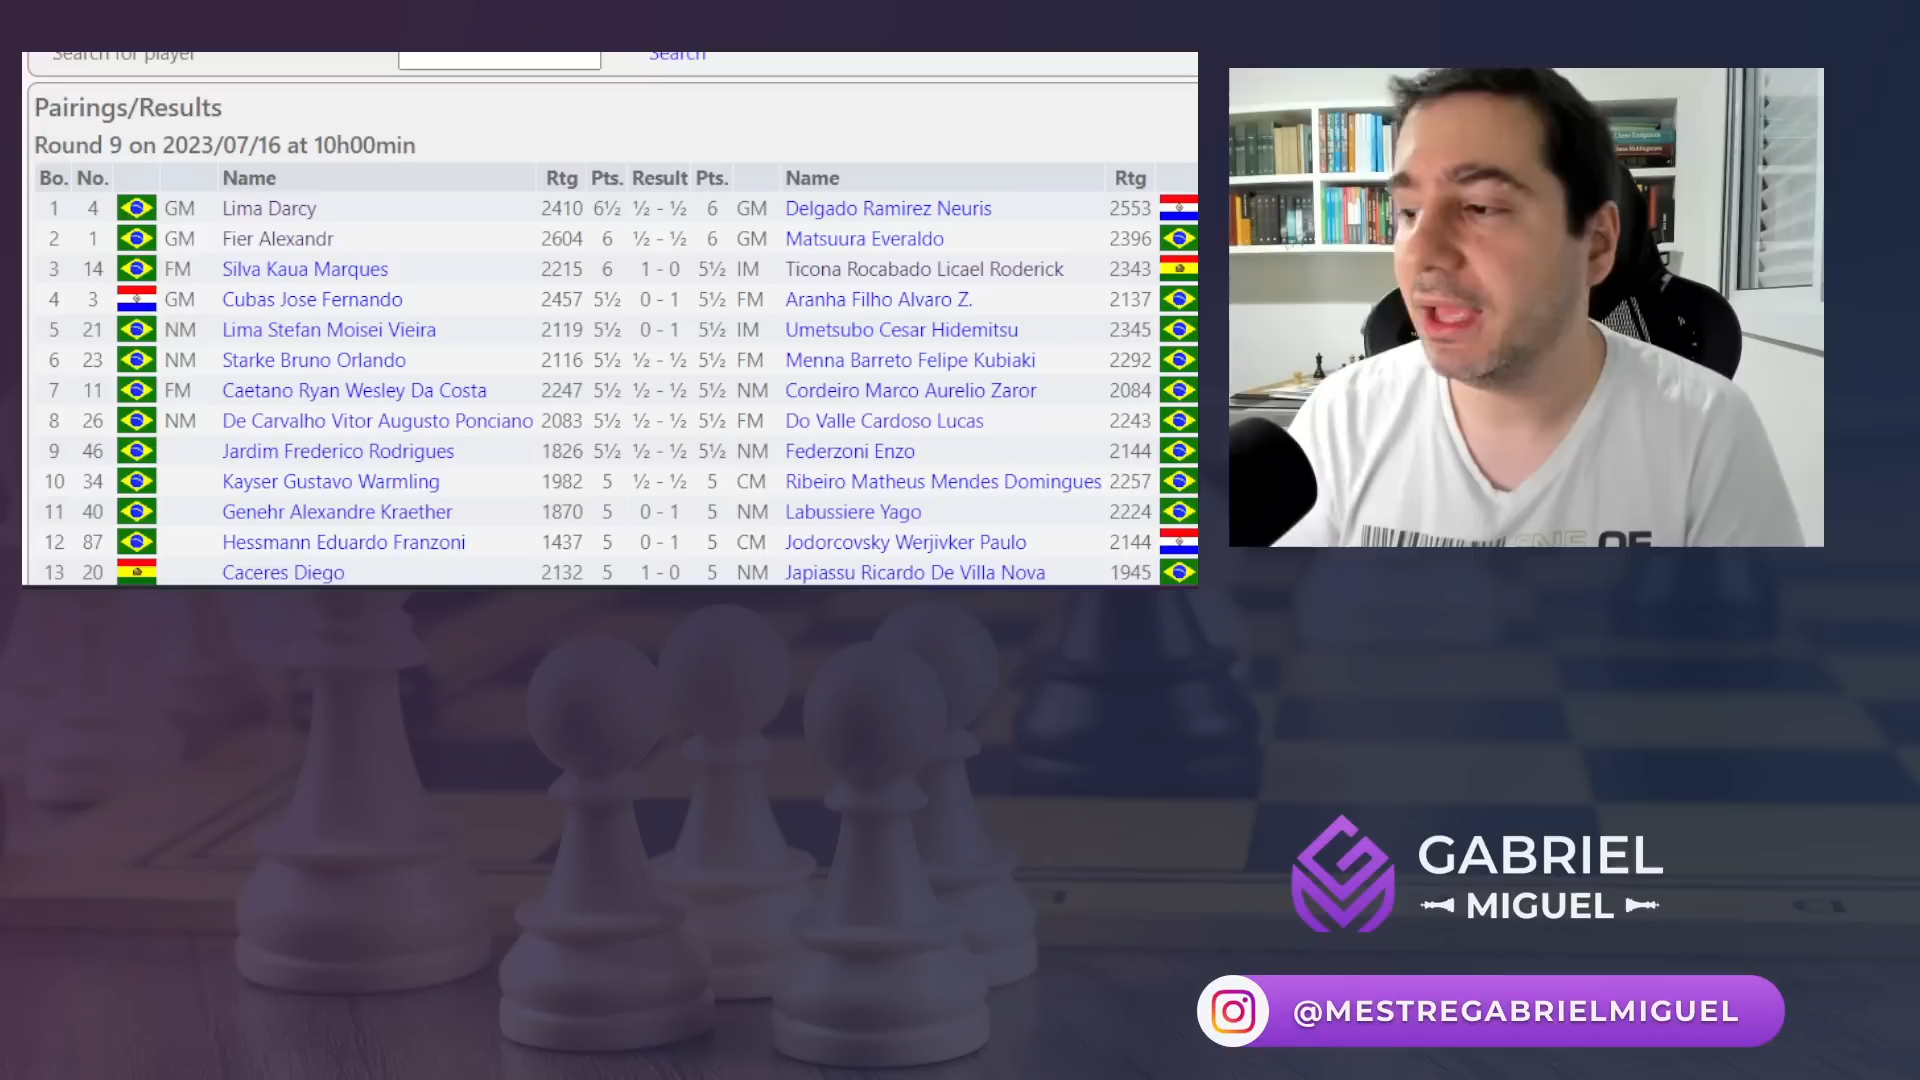 Search for player Search
Pairings/Results
Round 9 on 2023/07/16 at 10h00min
Bo. No. Name Rtg Pts. Result Pts. Name Rtg
1 4 GM Lima Darcy 2410 6½ ½ - ½ 6 GM Delgado Ramirez Neuris 2553
2 1 GM Fier Alexandr 2604 6 ½ - ½ 6 GM Matsuura Everaldo 2396
3 14 FM Silva Kaua Marques 2215 6 1 - 0 5½ IM Ticona Rocabado Licael Roderick 2343
4 3 GM Cubas Jose Fernando 2457 5½ 0 - 1 5½ FM Aranha Filho Alvaro Z. 2137
5 21 NM Lima Stefan Moisei Vieira 2119 5½ 0 - 1 5½ IM Umetsubo Cesar Hidemitsu 2345
6 23 NM Starke Bruno Orlando 2116 5½ ½ - ½ 5½ FM Menna Barreto Felipe Kubiaki 2292
7 11 FM Caetano Ryan Wesley Da Costa 2247 5½ ½ - ½ 5½ NM Cordeiro Marco Aurelio Zaror 2084
8 26 NM De Carvalho Vitor Augusto Ponciano 2083 5½ ½ - ½ 5½ FM Do Valle Cardoso Lucas 2243
9 46 Jardim Frederico Rodrigues 1826 5½ ½ - ½ 5½ NM Federzoni Enzo 2144
10 34 Kayser Gustavo Warmling 1982 5 ½ - ½ 5 CM Ribeiro Matheus Mendes Domingues 2257
11 40 Genehr Alexandre Kraether 1870 5 0 - 1 5 NM Labussiere Yago 2224
12 87 Hessmann Eduardo Franzoni 1437 5 0 - 1 5 CM Jodorcovsky Werjivker Paulo 2144
13 20 Caceres Diego 2132 5 1 - 0 5 NM Japiassu Ricardo De Villa Nova 1945
Chess Endgames
ONE OF
GABRIEL
MIGUEL
@MESTREGABRIELMIGUEL